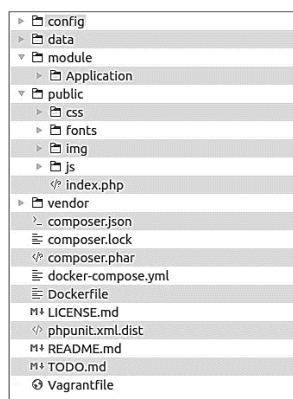 config
data
module
Application
public
css
fonts
img
js
index.php
vendor
composer.json
composer.lock
composer.phar
docker-compose.yml
Dockerfile
M↓ LICENSE.md
phpunit.xml.dist
M↓ README.md
M↓ TODO.md
Vagrantfile